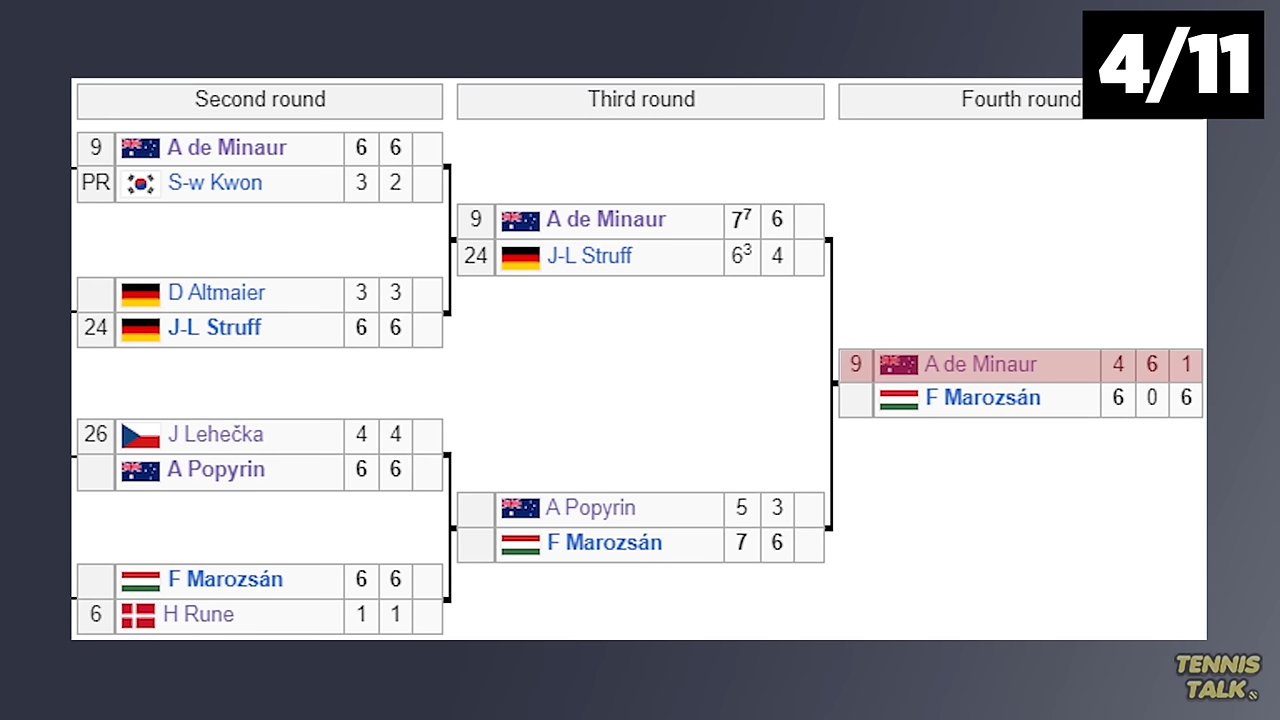 4/11
Second round
Third round
Fourth round
9 A de Minaur 6 6
PR S-w Kwon 3 2
D Altmaier 3 3
24 J-L Struff 6 6
26 J Lehečka 4 4
A Popyrin 6 6
F Marozsán 6 6
6 H Rune 1 1
9 A de Minaur 7⁷ 6
24 J-L Struff 6³ 4
A Popyrin 5 3
F Marozsán 7 6
9 A de Minaur 4 6 1
F Marozsán 6 0 6
TENNIS
TALK